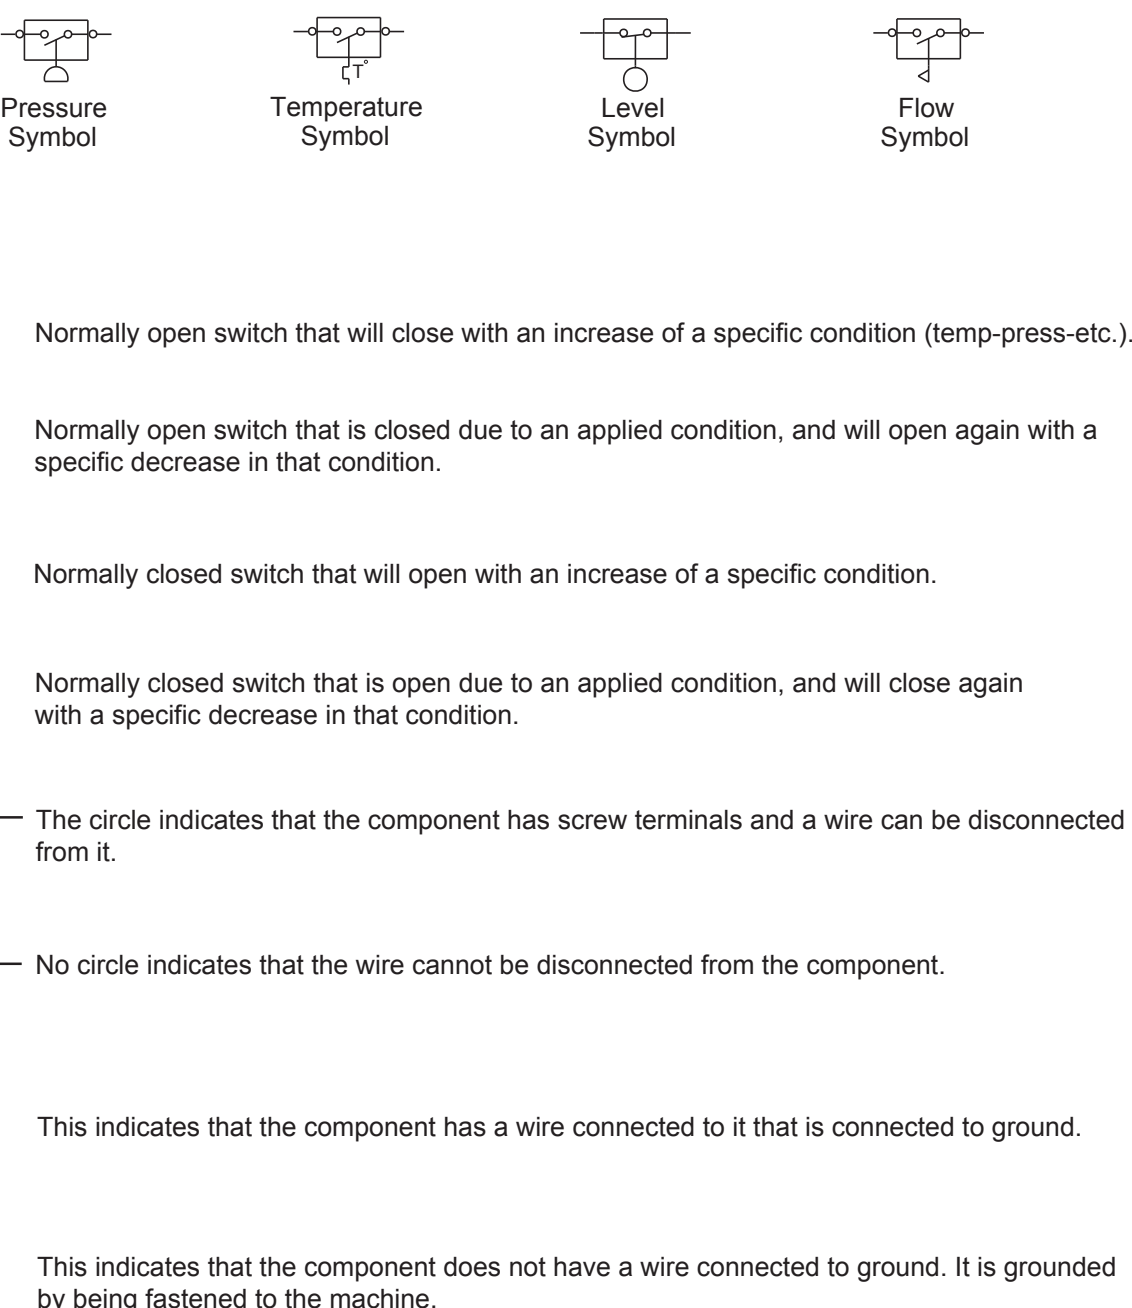 T°
Pressure
Symbol
Temperature
Symbol
Level
Symbol
Flow
Symbol
Normally open switch that will close with an increase of a specific condition (temp-press-etc.).
Normally open switch that is closed due to an applied condition, and will open again with a
specific decrease in that condition.
Normally closed switch that will open with an increase of a specific condition.
Normally closed switch that is open due to an applied condition, and will close again
with a specific decrease in that condition.
The circle indicates that the component has screw terminals and a wire can be disconnected
from it.
No circle indicates that the wire cannot be disconnected from the component.
This indicates that the component has a wire connected to it that is connected to ground.
This indicates that the component does not have a wire connected to ground. It is grounded
by being fastened to the machine.